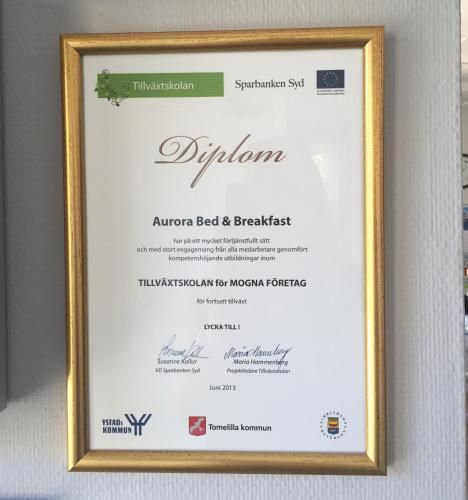 Tillväxtskolan
Sparbanken Syd
Diplom
Aurora Bed & Breakfast
har på ett mycket förtjänstfullt sätt
och med stort engagemang från alla medarbetare genomfört
kompetenshöjande utbildningar inom
TILLVÄXTSKOLAN för MOGNA FÖRETAG
för fortsatt tillväxt
LYCKA TILL !
Susanne Kallur
Maria Hammenberg
VD Sparbanken Syd
Projektledare Tillväxtskolan
Juni 2013
YSTADs
KOMMUN
Tomelilla kommun